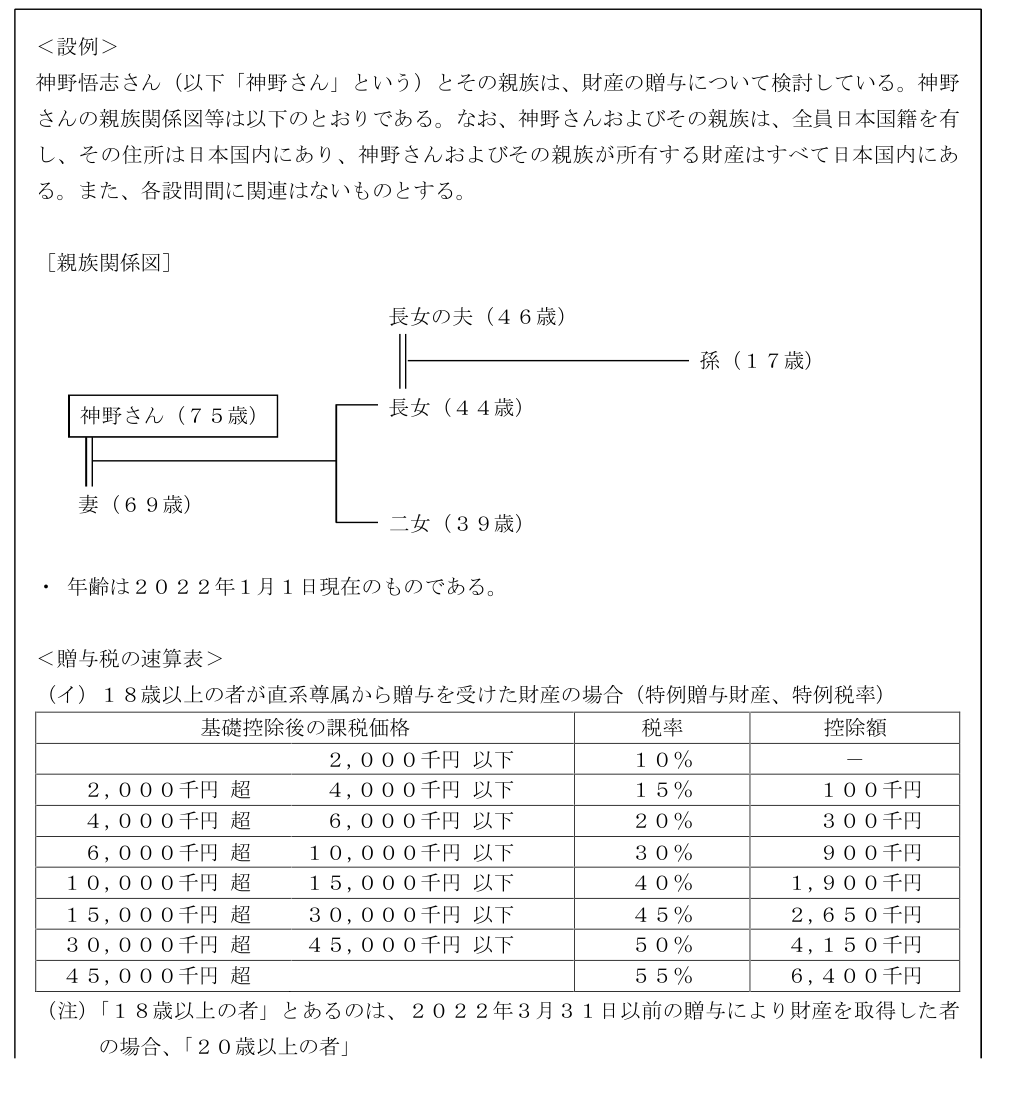 ＜設例＞
神野悟志さん（以下「神野さん」という）とその親族は、財産の贈与について検討している。神野
さんの親族関係図等は以下のとおりである。なお、神野さんおよびその親族は、全員日本国籍を有
し、その住所は日本国内にあり、神野さんおよびその親族が所有する財産はすべて日本国内にあ
る。また、各設問間に関連はないものとする。
［親族関係図］
長女の夫（４６歳）
孫（１７歳）
長女（４４歳）
神野さん（７５歳）
妻（６９歳）
二女（３９歳）
・ 年齢は２０２２年１月１日現在のものである。
＜贈与税の速算表＞
（イ）１８歳以上の者が直系尊属から贈与を受けた財産の場合（特例贈与財産、特例税率）
基礎控除後の課税価格 税率 控除額
２,０００千円 以下 １０％ －
２,０００千円 超 ４,０００千円 以下 １５％ １００千円
４,０００千円 超 ６,０００千円 以下 ２０％ ３００千円
６,０００千円 超 １０,０００千円 以下 ３０％ ９００千円
１０,０００千円 超 １５,０００千円 以下 ４０％ １,９００千円
１５,０００千円 超 ３０,０００千円 以下 ４５％ ２,６５０千円
３０,０００千円 超 ４５,０００千円 以下 ５０％ ４,１５０千円
４５,０００千円 超 ５５％ ６,４００千円
（注）「１８歳以上の者」とあるのは、２０２２年３月３１日以前の贈与により財産を取得した者
の場合、「２０歳以上の者」